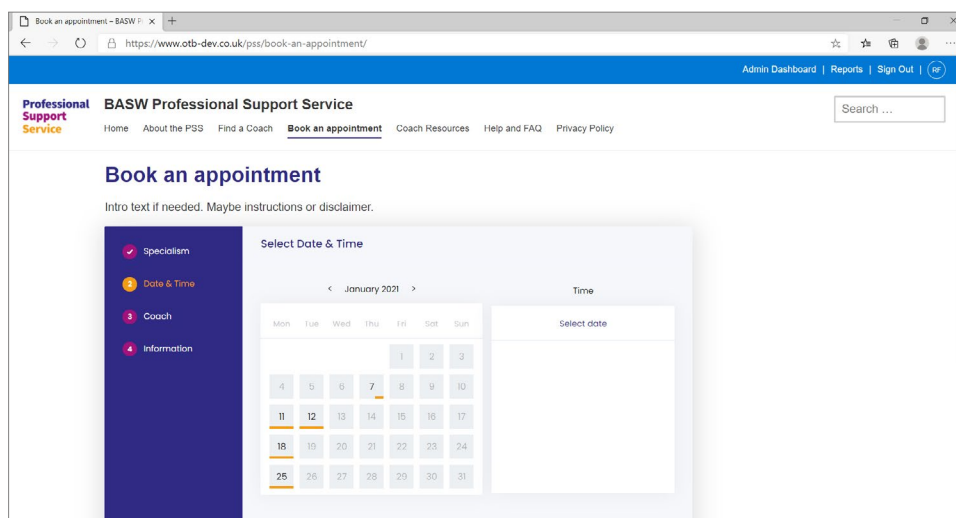 Book an appointment – BASW P
https://www.otb-dev.co.uk/pss/book-an-appointment/
Admin Dashboard | Reports | Sign Out | RF
Professional
Support
Service
BASW Professional Support Service
Search ...
Home About the PSS Find a Coach Book an appointment Coach Resources Help and FAQ Privacy Policy
Book an appointment
Intro text if needed. Maybe instructions or disclaimer.
Specialism
2 Date & Time
3 Coach
4 Information
Select Date & Time
< January 2021 >
Mon Tue Wed Thu Fri Sat Sun
1 2 3
4 5 6 7 8 9 10
11 12 13 14 15 16 17
18 19 20 21 22 23 24
25 26 27 28 29 30 31
Time
Select date